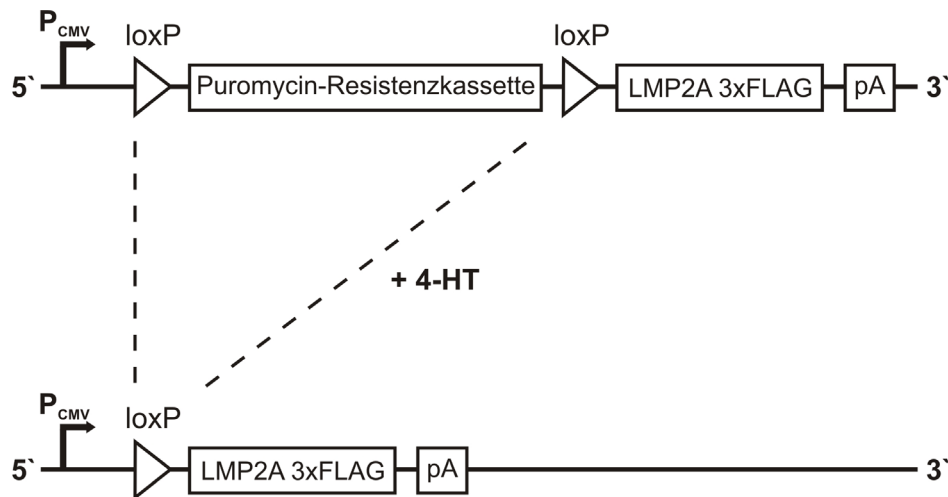 P CMV
loxP
loxP
5` Puromycin-Resistenzkassette LMP2A 3xFLAG pA 3`
+ 4-HT
P CMV
loxP
5` LMP2A 3xFLAG pA 3`